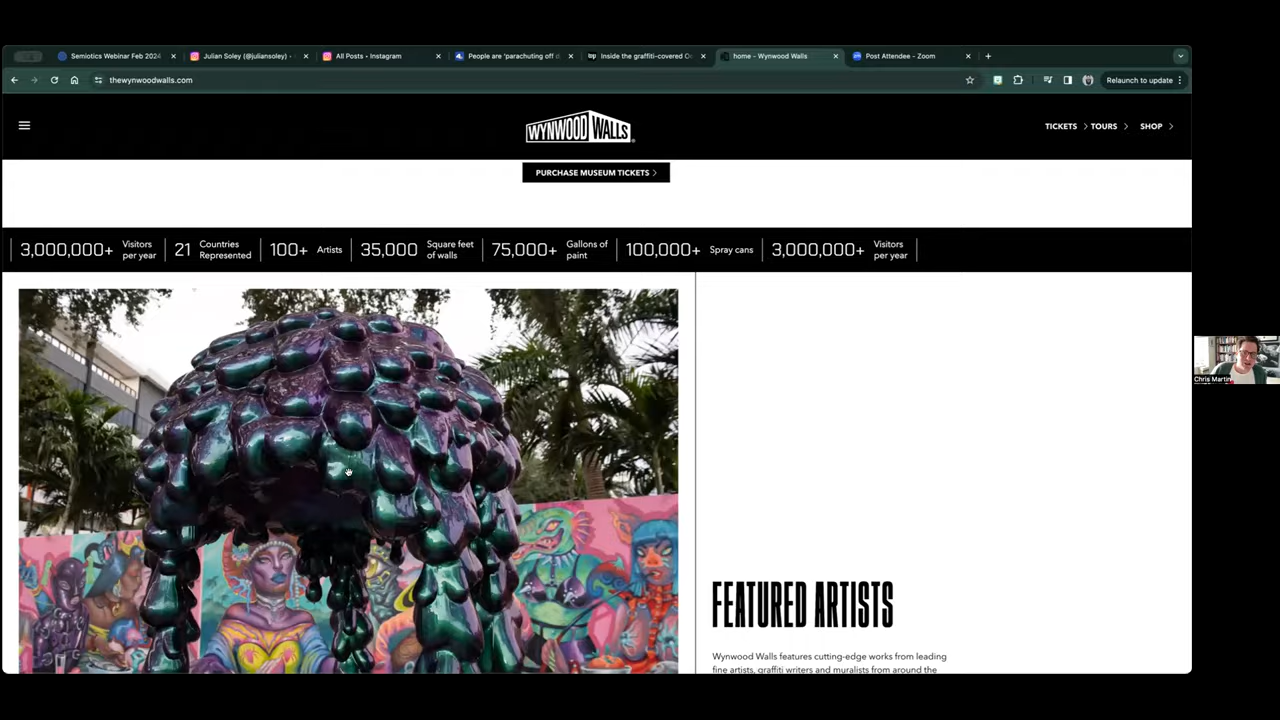 Semiotics Webinar Feb 2024
Julian Soley (@juliansoley) •
All Posts • Instagram
People are 'parachuting off d
Inside the graffiti-covered Oc
home - Wynwood Walls
Post Attendee - Zoom
thewynwoodwalls.com
Relaunch to update
WYNWOOD WALLS
TICKETS
TOURS
SHOP
PURCHASE MUSEUM TICKETS
3,000,000+ Visitors per year
21 Countries Represented
100+ Artists
35,000 Square feet of walls
75,000+ Gallons of paint
100,000+ Spray cans
3,000,000+ Visitors per year
Chris Martin
FEATURED ARTISTS
Wynwood Walls features cutting-edge works from leading
fine artists, graffiti writers and muralists from around the